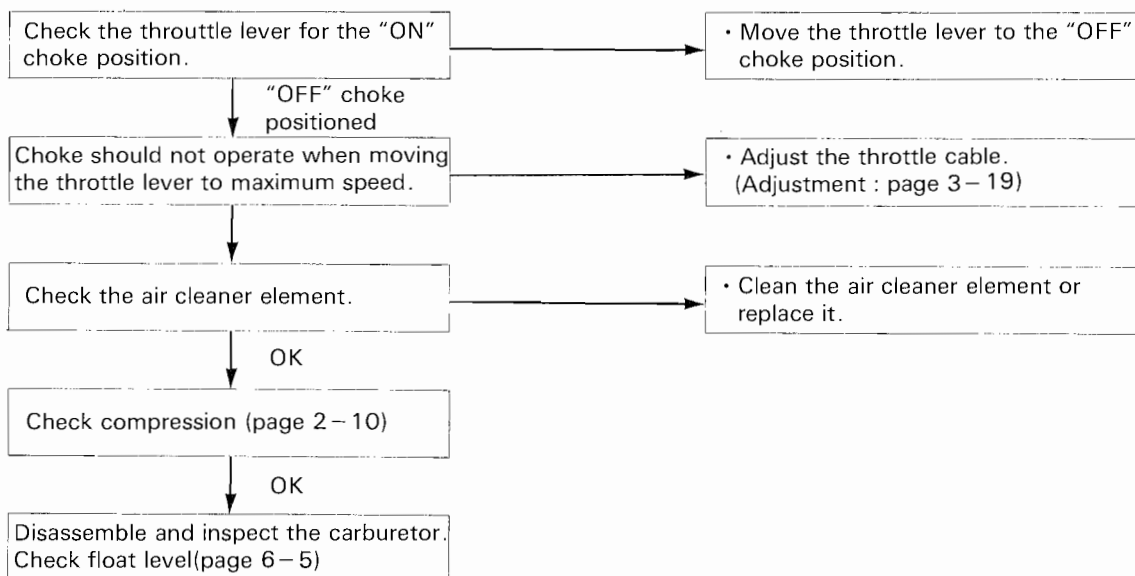 Check the throuttle lever for the “ON”
choke position.
· Move the throttle lever to the “OFF”
choke position.
“OFF” choke
positioned
Choke should not operate when moving
the throttle lever to maximum speed.
· Adjust the throttle cable.
(Adjustment : page 3−19)
Check the air cleaner element.
· Clean the air cleaner element or
replace it.
OK
Check compression (page 2−10)
OK
Disassemble and inspect the carburetor.
Check float level(page 6−5)